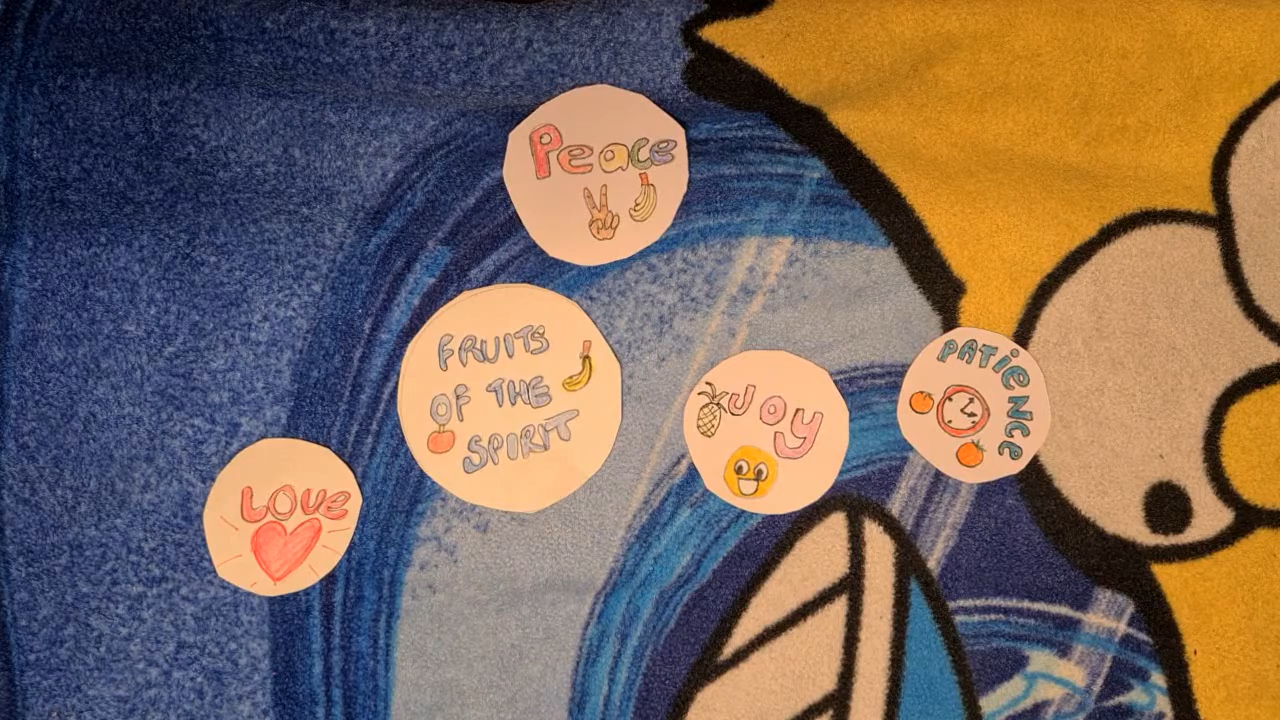 Peace
FRUITS
OF THE
SPIRIT
JOY
PATiENCE
LOVE